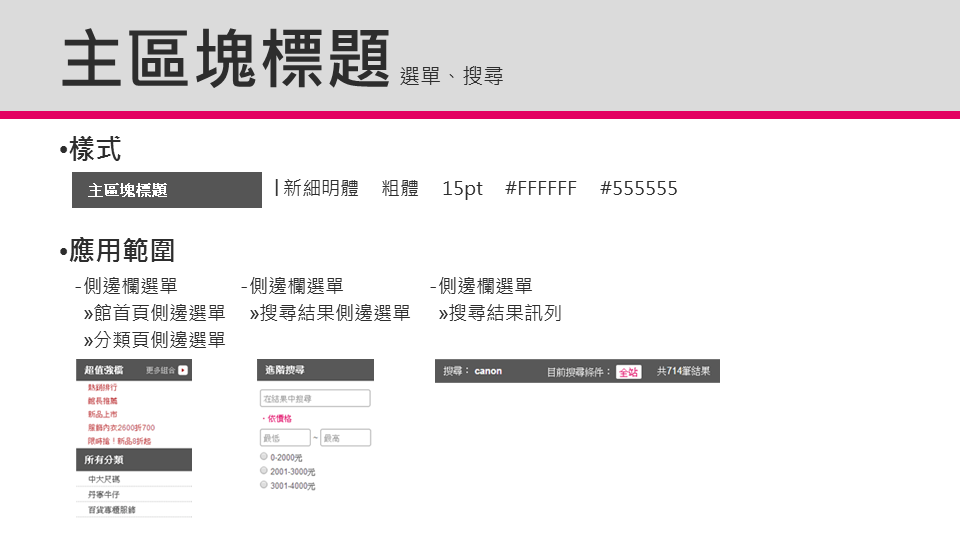 主區塊標題 選單、搜尋
•樣式
主區塊標題
|新細明體 粗體 15pt #FFFFFF #555555
•應用範圍
-側邊欄選單
»館首頁側邊選單
»分類頁側邊選單
-側邊欄選單
»搜尋結果側邊選單
-側邊欄選單
»搜尋結果訊列
超值強檔 更多組合
熱銷排行
館長推薦
新品上市
服飾內衣2600折700
限時搶！新品8折起
所有分類
中大尺碼
丹寧牛仔
百貨專櫃服飾
進階搜尋
在結果中搜尋
·依價格
最低 ~ 最高
0-2000元
2001-3000元
3001-4000元
搜尋： canon 目前搜尋條件： 全站 共714筆結果